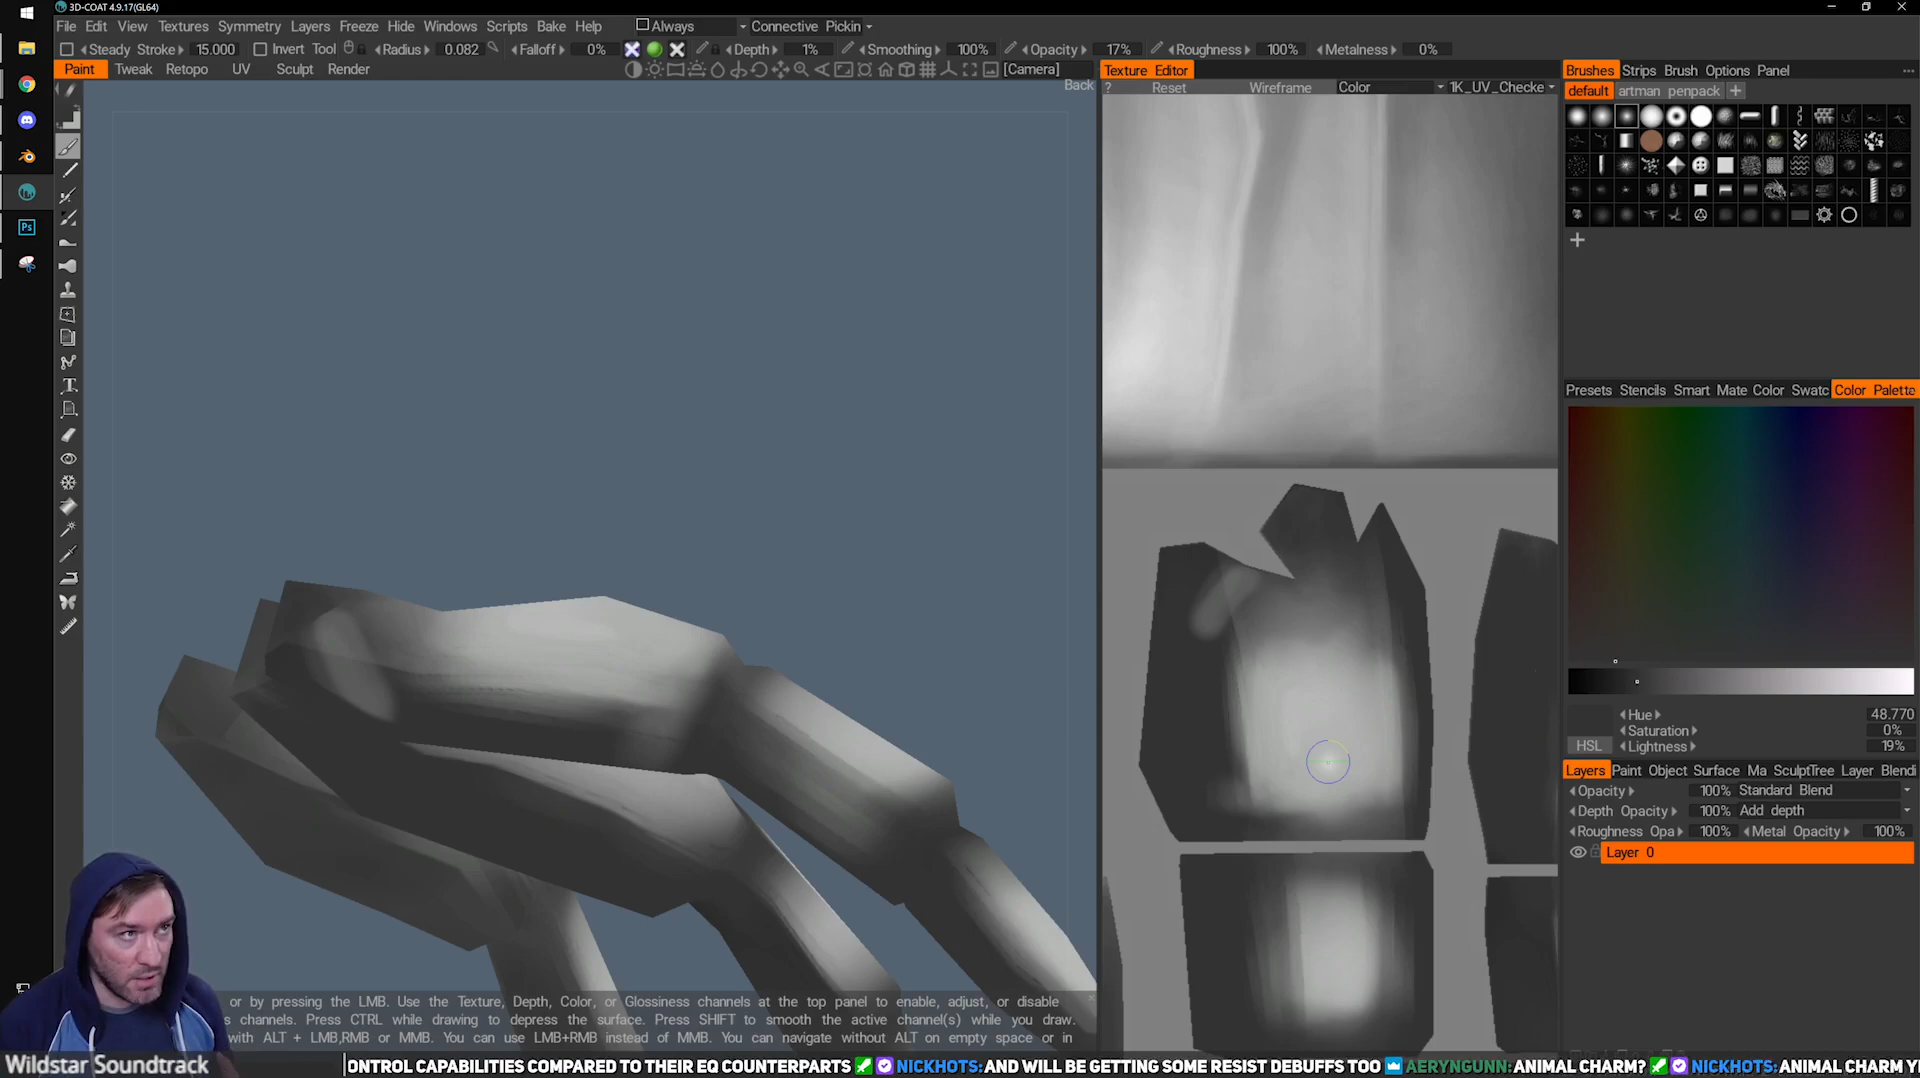 3D-COAT 4.9.17(GL64)
File Edit View Textures Symmetry Layers Freeze Hide Windows Scripts Bake Help Always Connective Pickin
Steady Stroke 15.000 Invert Tool Radius 0.082 Falloff 0% Depth 1% Smoothing 100% Opacity 17% Roughness 100% Metalness 0%
Paint Tweak Retopo UV Sculpt Render [Camera] Texture Editor Brushes Strips Brush Options Panel
Back ? Reset Wireframe Color 1K_UV_Checke default artman penpack
Presets Stencils Smart Mate Color Swatc Color Palette
Hue 48.770
Saturation 0%
HSL Lightness 19%
Layers Paint Object Surface Ma SculptTree Layer Blendi
Opacity 100% Standard Blend
Depth Opacity 100% Add depth
Roughness Opa 100% Metal Opacity 100%
Layer 0
or by pressing the LMB. Use the Texture, Depth, Color, or Glossiness channels at the top panel to enable, adjust, or disable
s channels. Press CTRL while drawing to depress the surface. Press SHIFT to smooth the active channel(s) while you draw.
with ALT + LMB,RMB or MMB. You can use LMB+RMB instead of MMB. You can navigate without ALT on empty space or in
Wildstar Soundtrack
ONTROL CAPABILITIES COMPARED TO THEIR EQ COUNTERPARTS NICKHOTS: AND WILL BE GETTING SOME RESIST DEBUFFS TOO AERYNGUNN: ANIMAL CHARM? NICKHOTS: ANIMAL CHARM Y